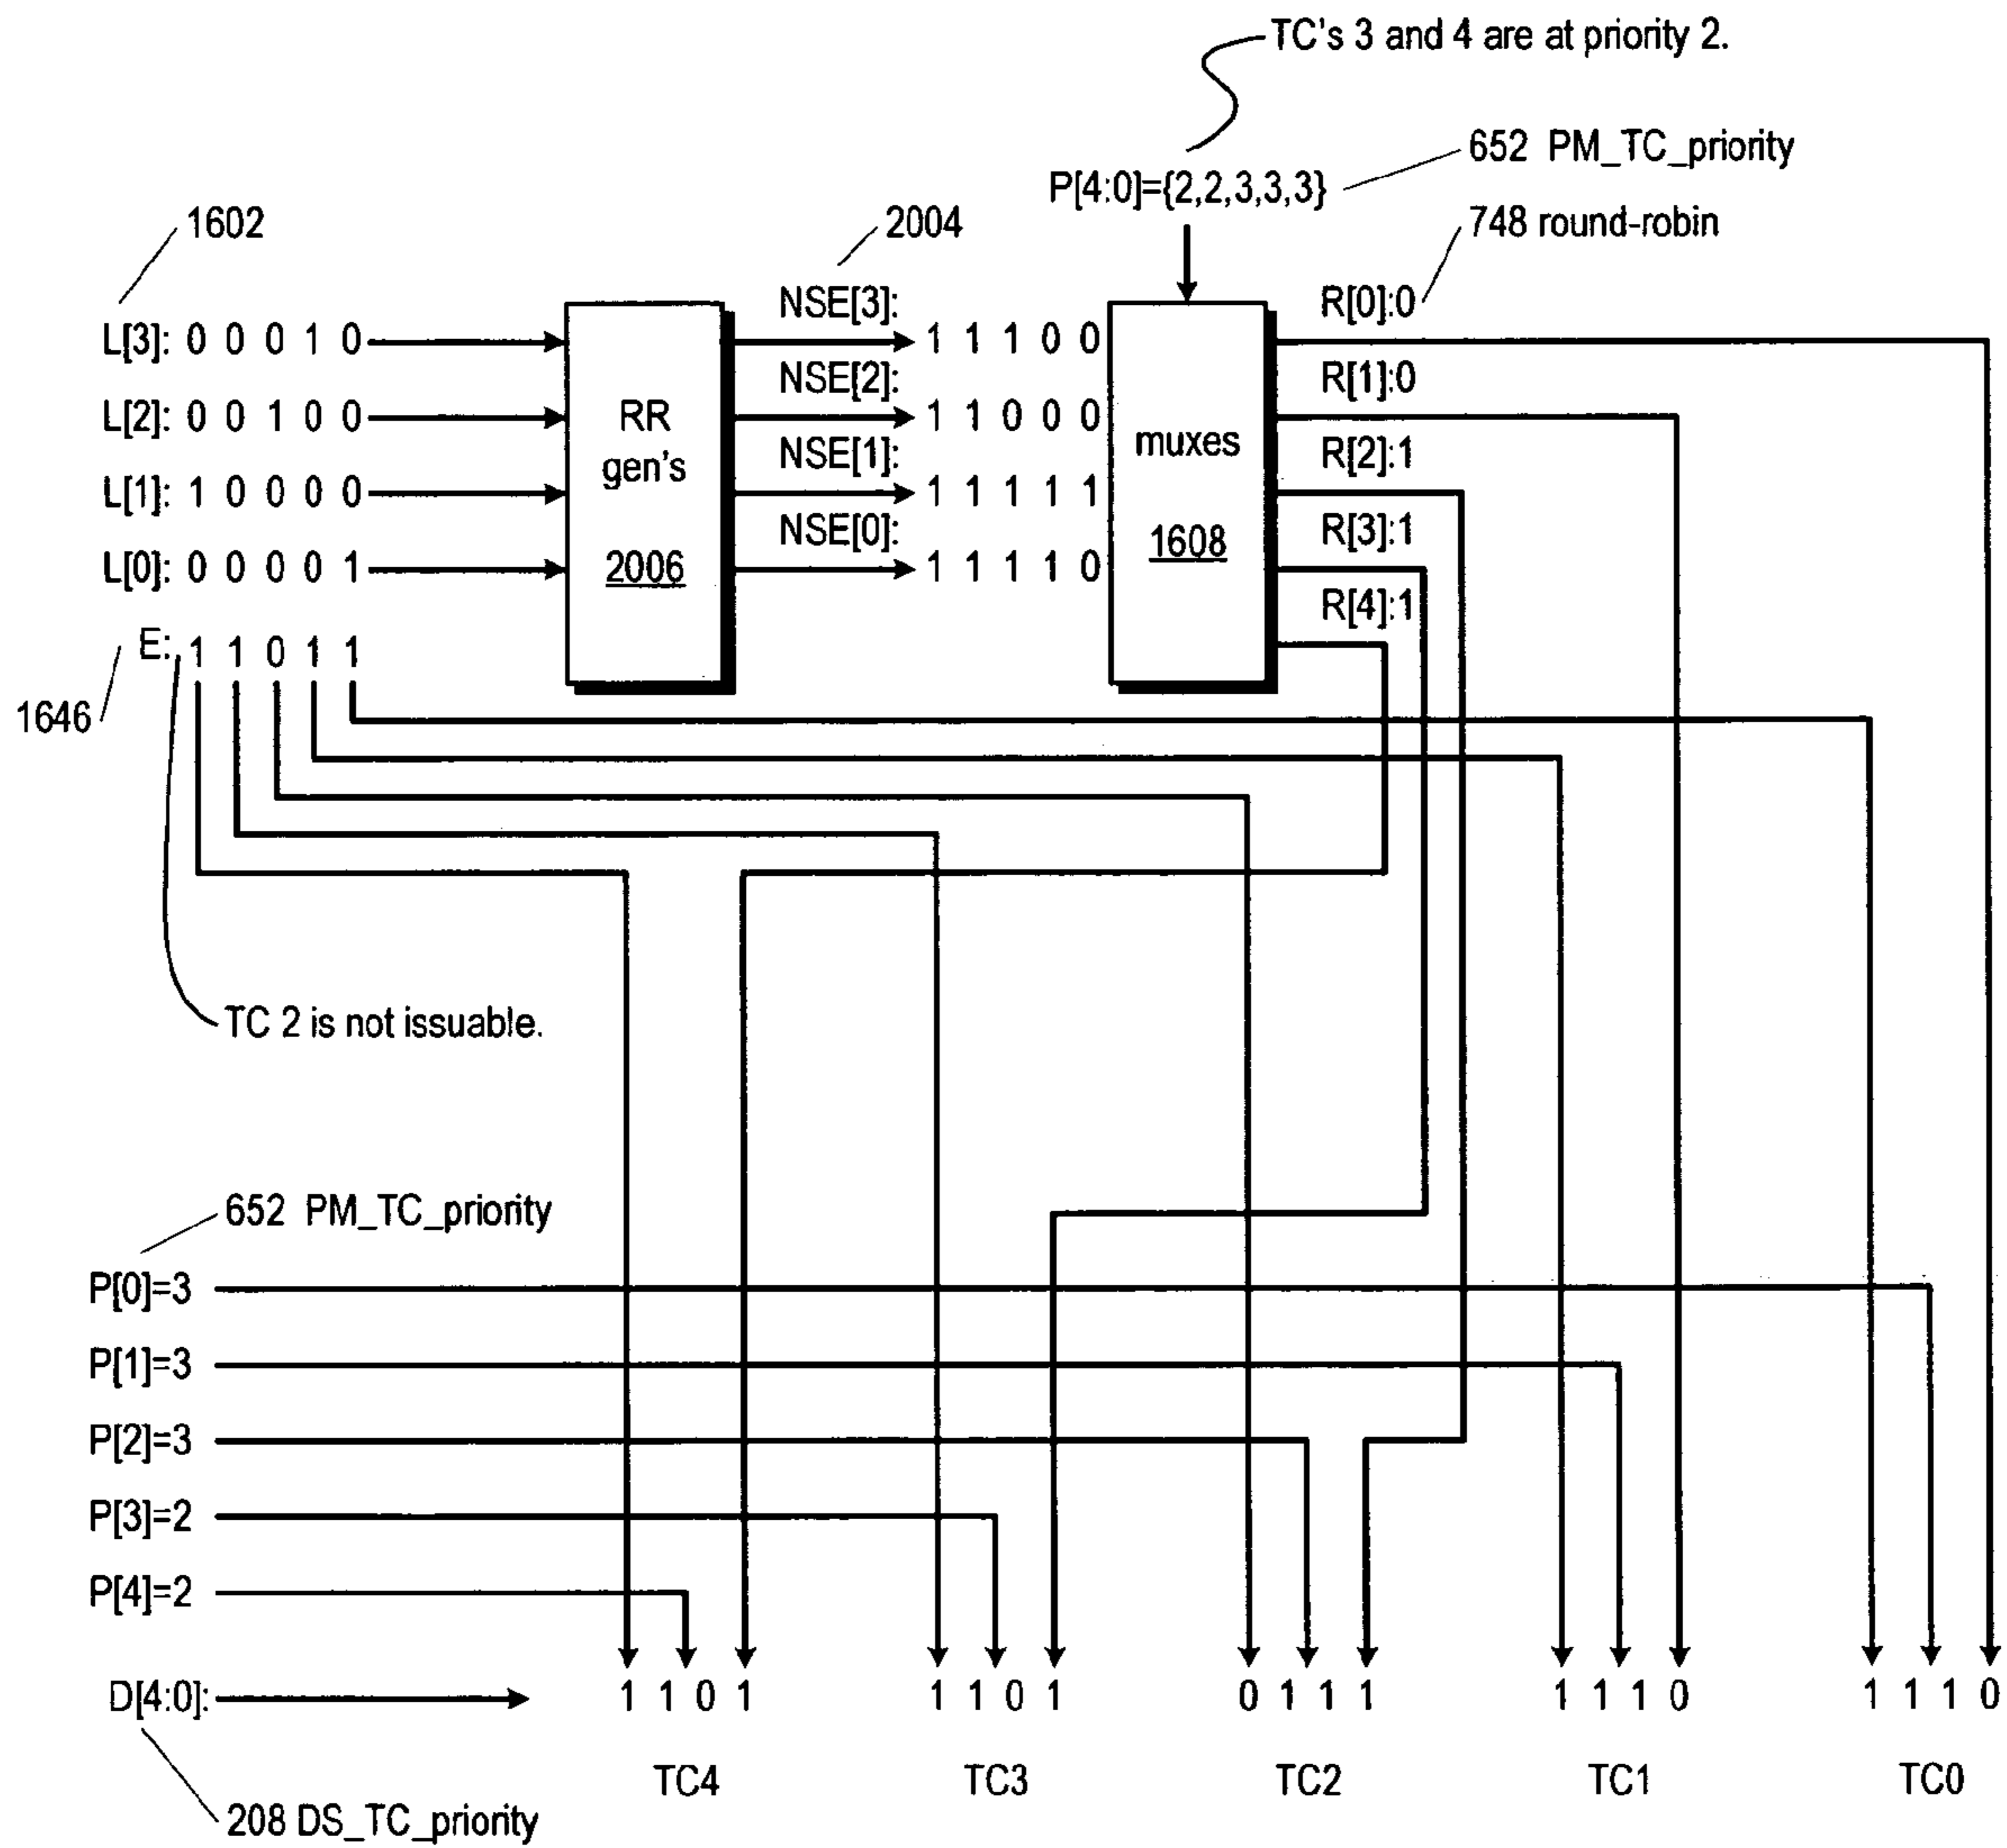 TC's 3 and 4 are at priority 2.
652 PM_TC_priority
P[4:0]={2,2,3,3,3}
1602
2004
748 round-robin
NSE[3]:
R[0]:0
L[3]: 0 0 0 1 0
1 1 1 0 0
NSE[2]:
R[1]:0
L[2]: 0 0 1 0 0
RR
1 1 0 0 0
muxes
gen's
NSE[1]:
R[2]:1
L[1]: 1 0 0 0 0
1 1 1 1 1
NSE[0]:
1608
R[3]:1
L[0]: 0 0 0 0 1
2006
1 1 1 1 0
R[4]:1
E: 1 1 0 1 1
1646
TC 2 is not issuable.
652 PM_TC_priority
P[0]=3
P[1]=3
P[2]=3
P[3]=2
P[4]=2
D[4:0]:
1 1 0 1
1 1 0 1
0 1 1 1
1 1 1 0
1 1 1 0
TC4
TC3
TC2
TC1
TC0
208 DS_TC_priority